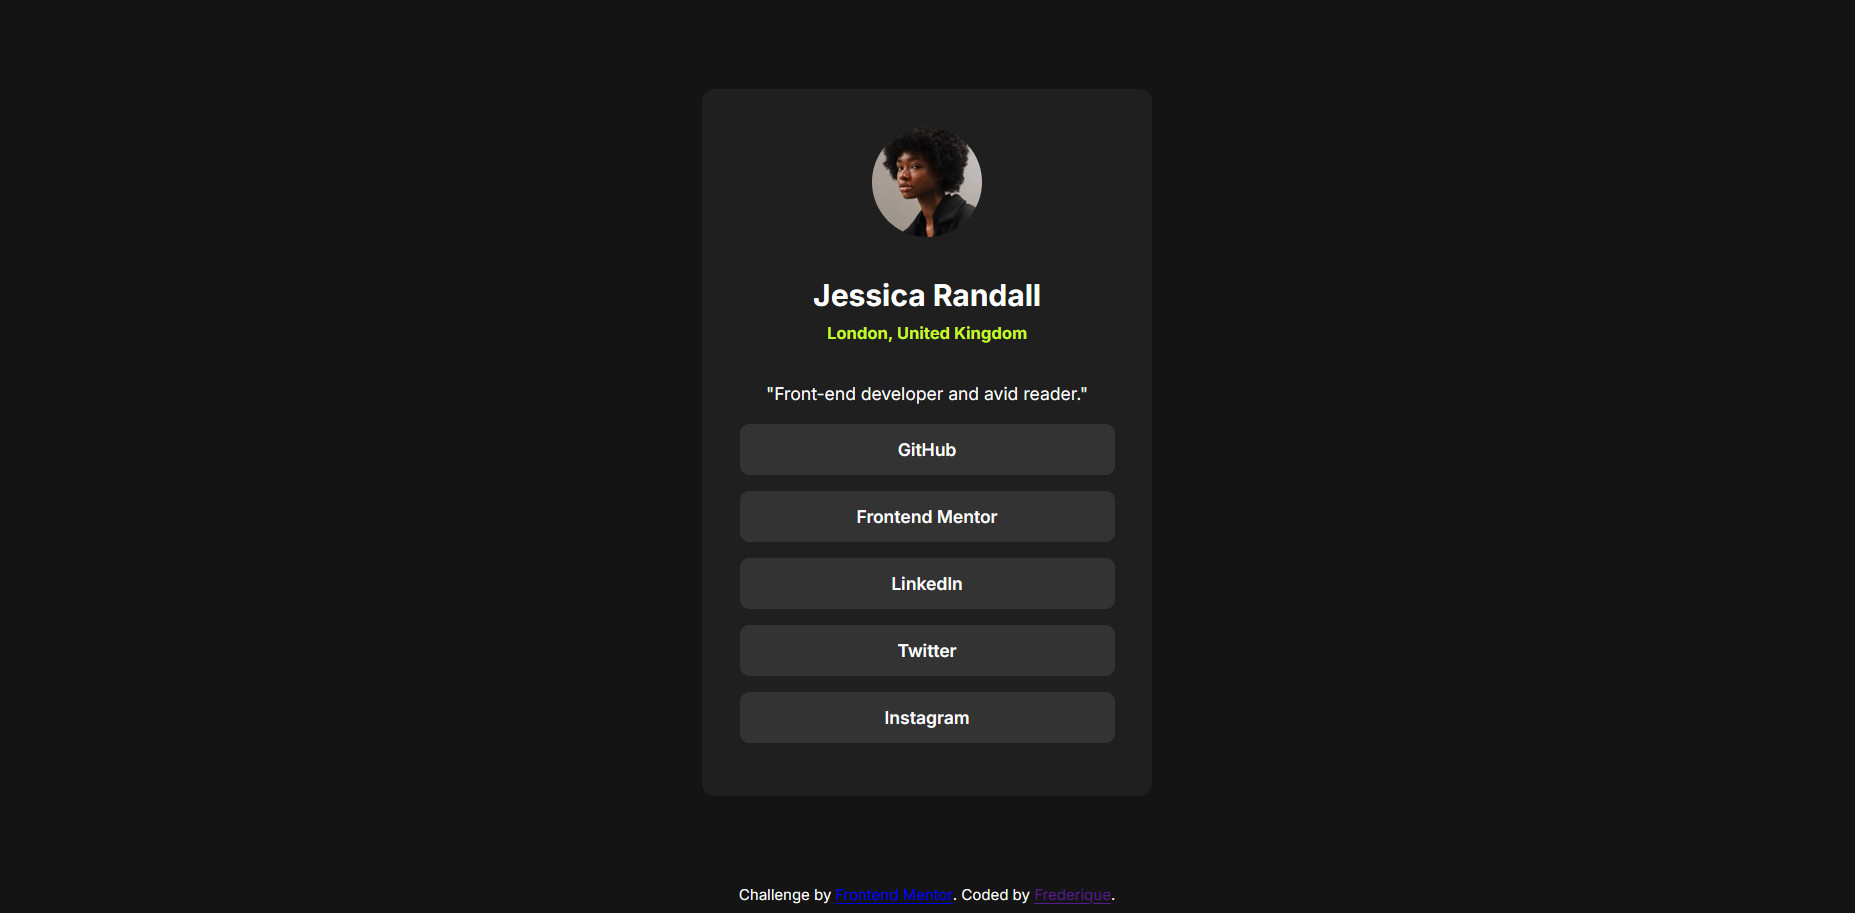 Jessica Randall
London, United Kingdom
"Front-end developer and avid reader."
GitHub
Frontend Mentor
LinkedIn
Twitter
Instagram
Challenge by Frontend Mentor. Coded by Frederique.